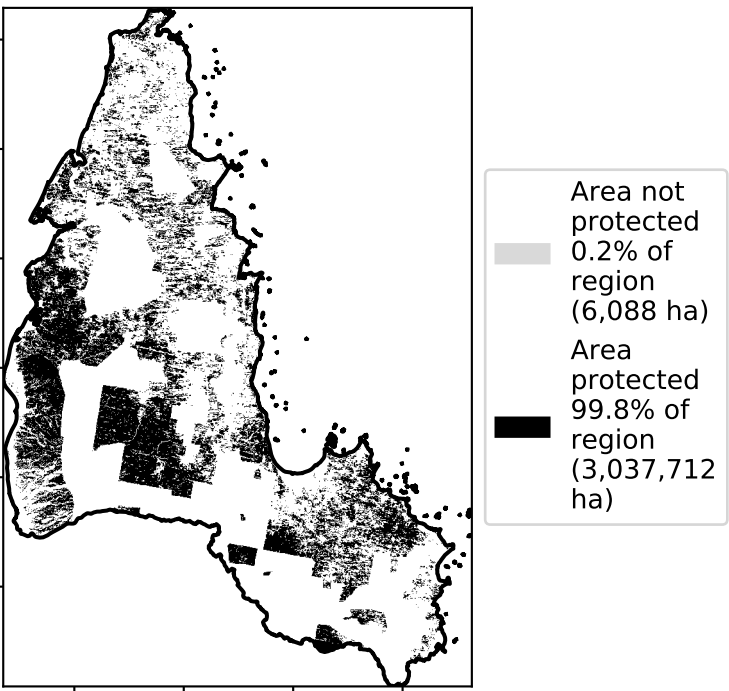 Area not
protected
0.2% of
region
(6,088 ha)
Area
protected
99.8% of
region
(3,037,712
ha)